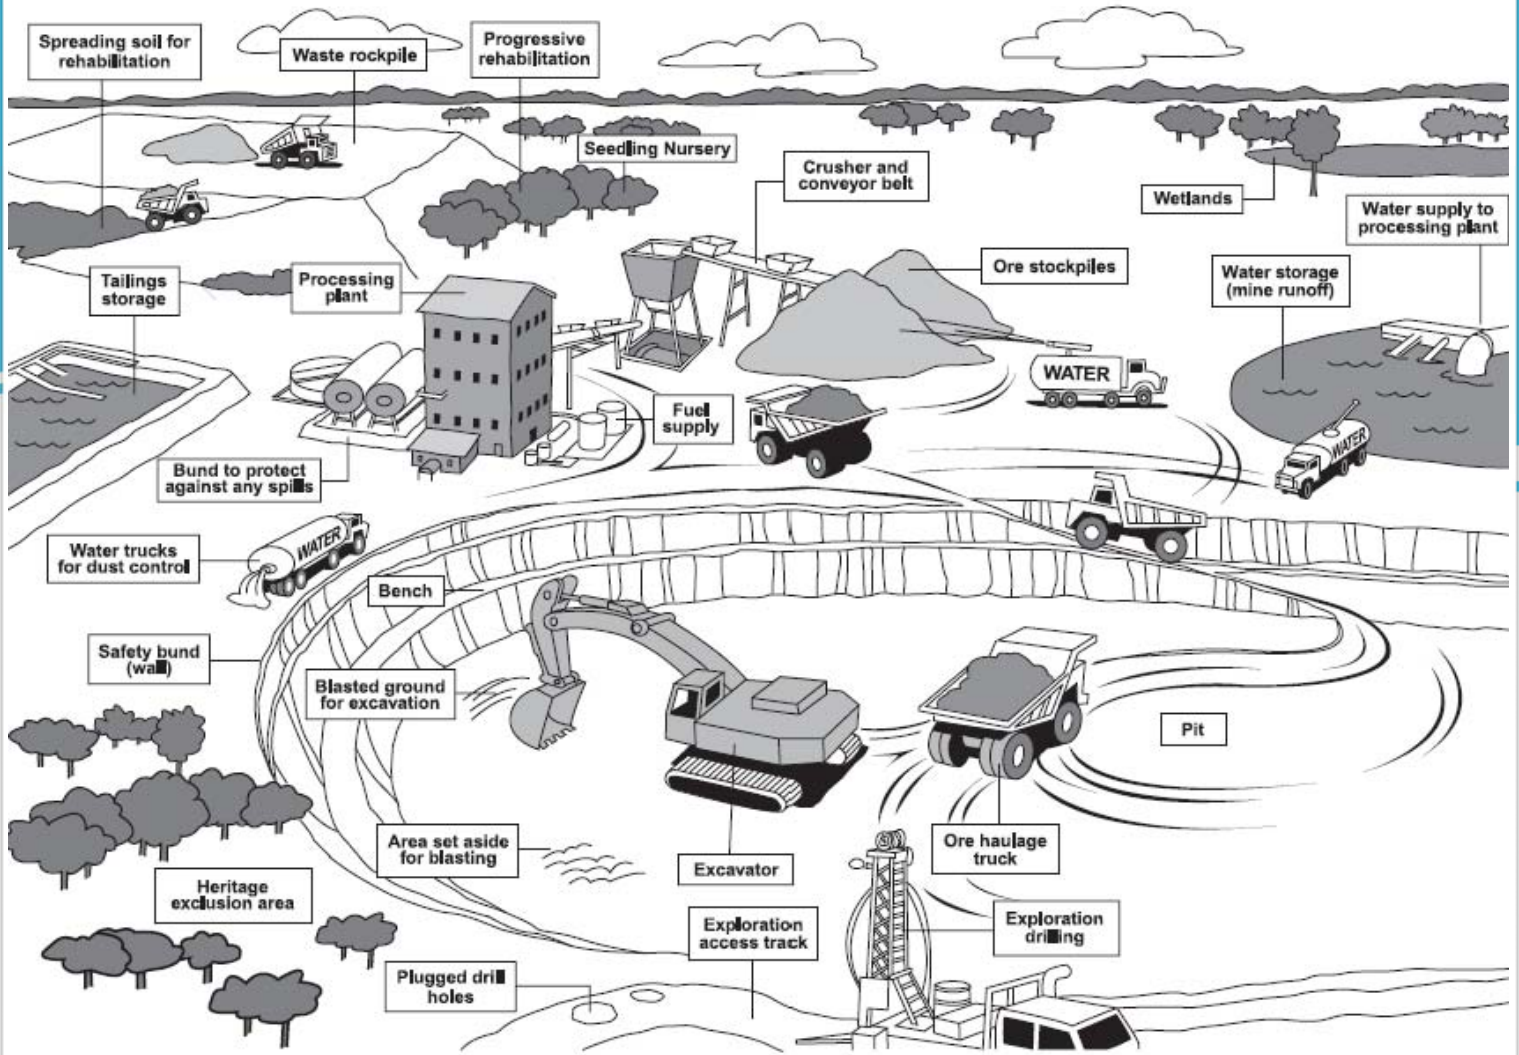 Spreading soil for
rehabilitation
Waste rockpile
Progressive
rehabilitation
Seedling Nursery
Crusher and
conveyor belt
Wetlands
Water supply to
processing plant
Tailings
storage
Processing
plant
Ore stockpiles
Water storage
(mine runoff)
WATER
Fuel
supply
WATER
Bund to protect
against any spills
WATER
Water trucks
for dust control
Bench
Safety bund
(wall)
Blasted ground
for excavation
Pit
Area set aside
for blasting
Excavator
Ore haulage
truck
Heritage
exclusion area
Exploration
access track
Exploration
drilling
Plugged drill
holes